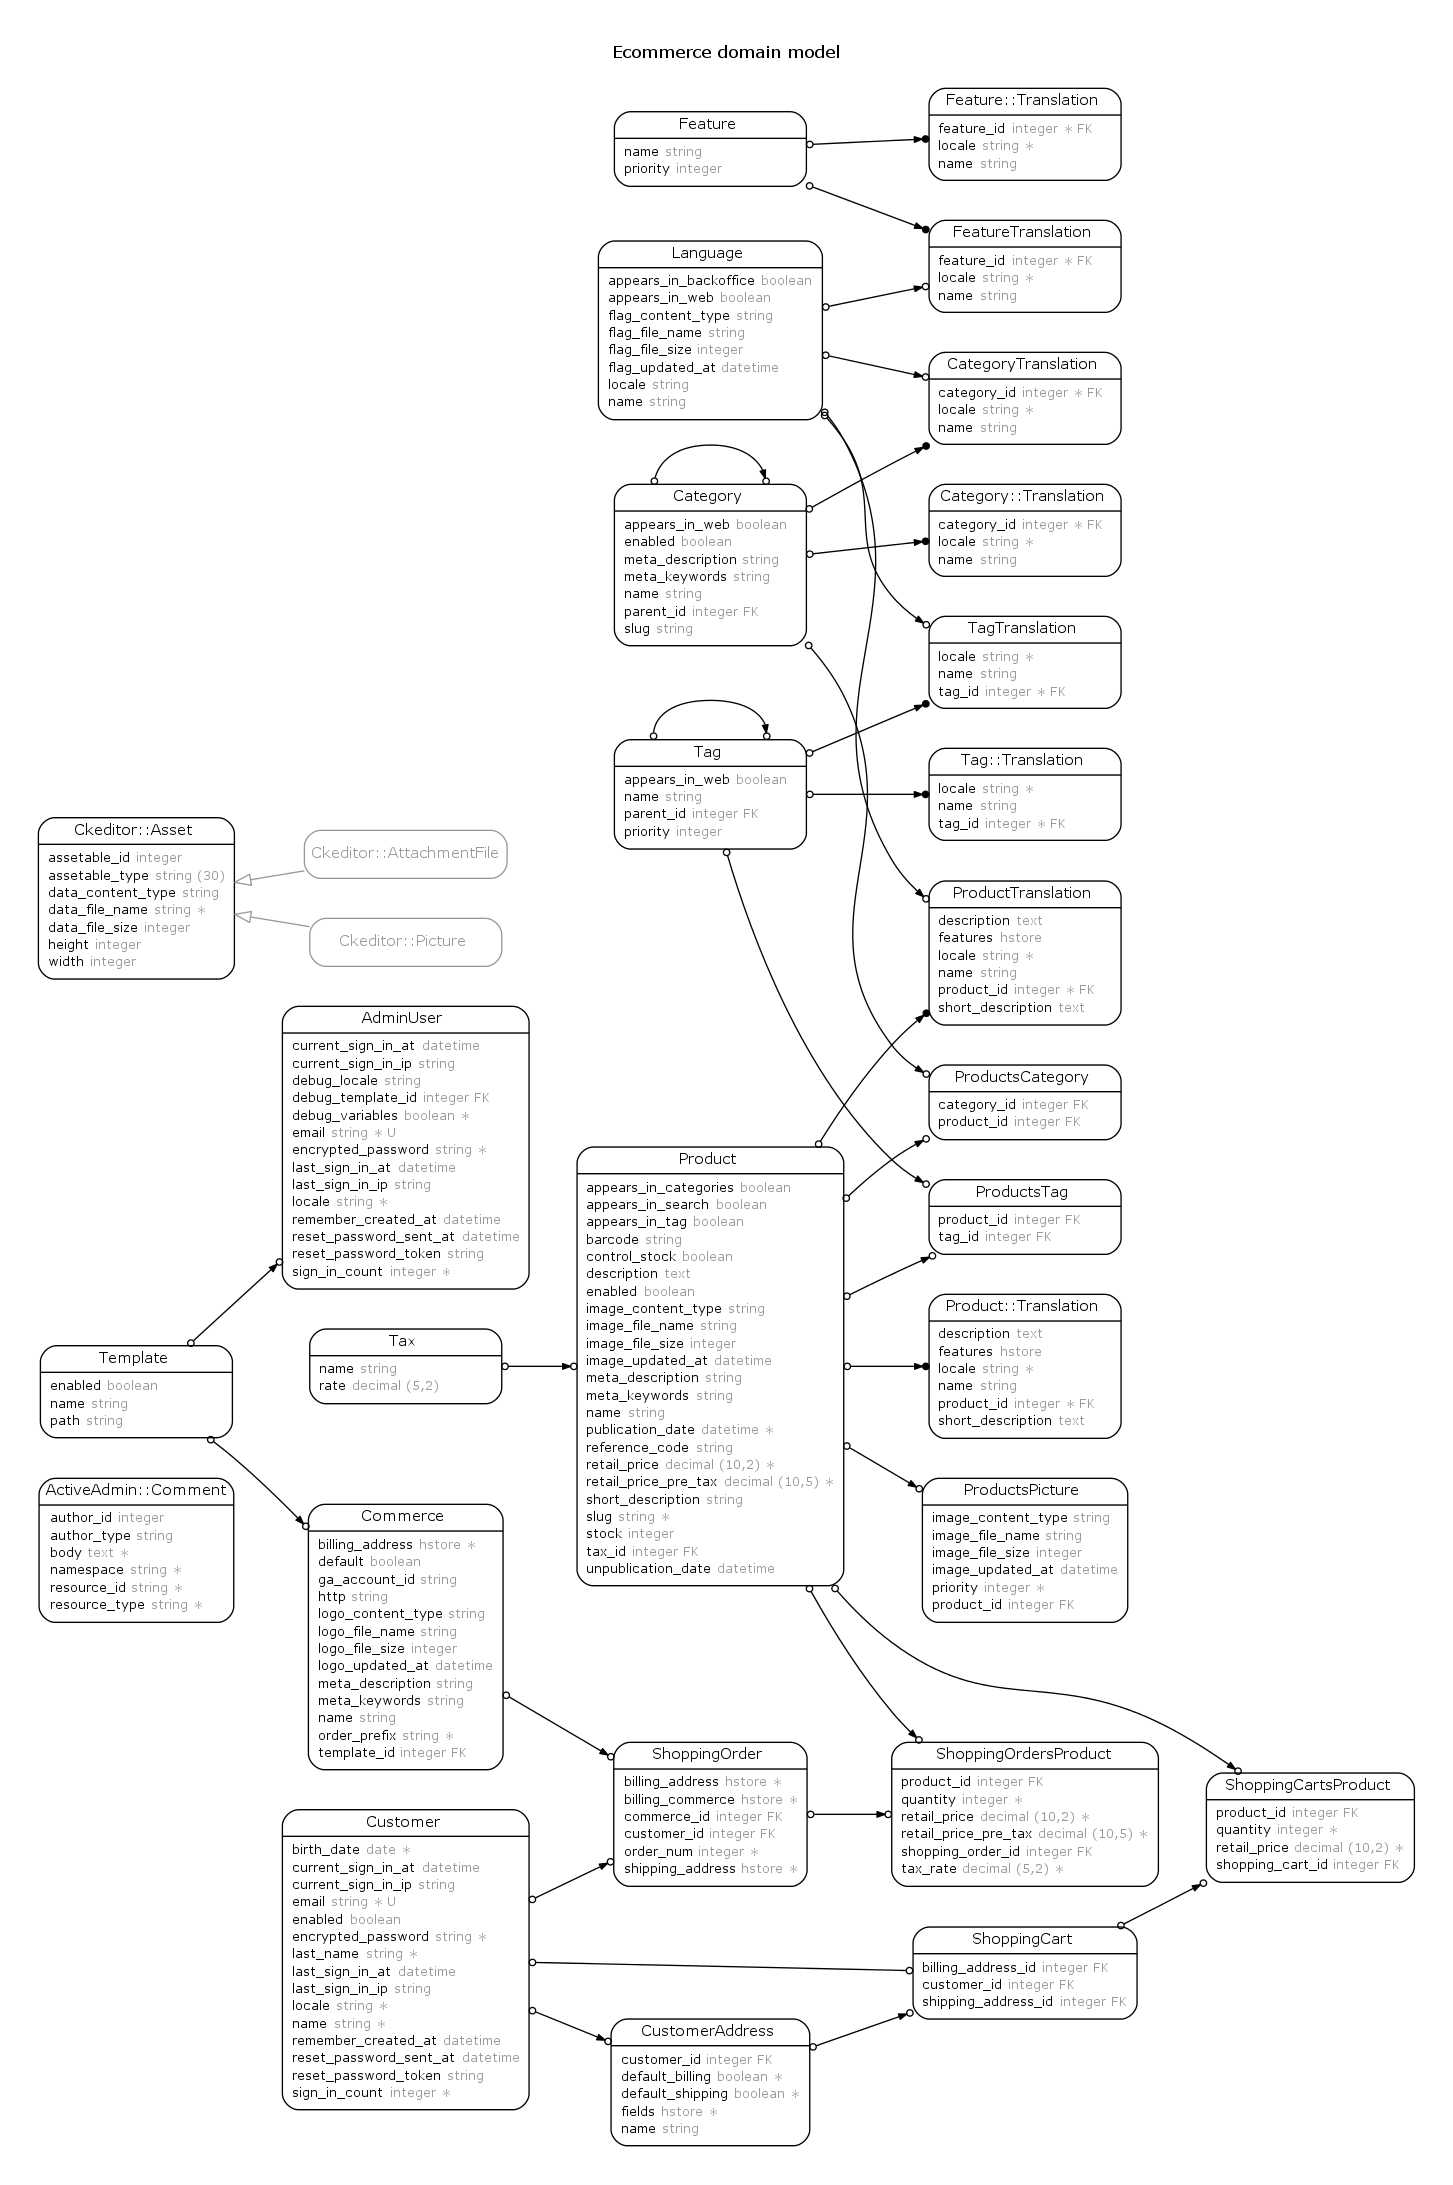 Ecommerce domain model
Feature
name string
priority integer
Feature::Translation
feature_id integer ∗ FK
locale string ∗
name string
FeatureTranslation
feature_id integer ∗ FK
locale string ∗
name string
Language
appears_in_backoffice boolean
appears_in_web boolean
flag_content_type string
flag_file_name string
flag_file_size integer
flag_updated_at datetime
locale string
name string
CategoryTranslation
category_id integer ∗ FK
locale string ∗
name string
Category
appears_in_web boolean
enabled boolean
meta_description string
meta_keywords string
name string
parent_id integer FK
slug string
Category::Translation
category_id integer ∗ FK
locale string ∗
name string
TagTranslation
locale string ∗
name string
tag_id integer ∗ FK
Tag
appears_in_web boolean
name string
parent_id integer FK
priority integer
Tag::Translation
locale string ∗
name string
tag_id integer ∗ FK
Ckeditor::Asset
assetable_id integer
assetable_type string (30)
data_content_type string
data_file_name string ∗
data_file_size integer
height integer
width integer
Ckeditor::AttachmentFile
Ckeditor::Picture
ProductTranslation
description text
features hstore
locale string ∗
name string
product_id integer ∗ FK
short_description text
AdminUser
current_sign_in_at datetime
current_sign_in_ip string
debug_locale string
debug_template_id integer FK
debug_variables boolean ∗
email string ∗ U
encrypted_password string ∗
last_sign_in_at datetime
last_sign_in_ip string
locale string ∗
remember_created_at datetime
reset_password_sent_at datetime
reset_password_token string
sign_in_count integer ∗
ProductsCategory
category_id integer FK
product_id integer FK
ProductsTag
product_id integer FK
tag_id integer FK
Product
appears_in_categories boolean
appears_in_search boolean
appears_in_tag boolean
barcode string
control_stock boolean
description text
enabled boolean
image_content_type string
image_file_name string
image_file_size integer
image_updated_at datetime
meta_description string
meta_keywords string
name string
publication_date datetime ∗
reference_code string
retail_price decimal (10,2) ∗
retail_price_pre_tax decimal (10,5) ∗
short_description string
slug string ∗
stock integer
tax_id integer FK
unpublication_date datetime
Product::Translation
description text
features hstore
locale string ∗
name string
product_id integer ∗ FK
short_description text
Tax
name string
rate decimal (5,2)
Template
enabled boolean
name string
path string
ActiveAdmin::Comment
author_id integer
author_type string
body text ∗
namespace string ∗
resource_id string ∗
resource_type string ∗
ProductsPicture
image_content_type string
image_file_name string
image_file_size integer
image_updated_at datetime
priority integer ∗
product_id integer FK
Commerce
billing_address hstore ∗
default boolean
ga_account_id string
http string
logo_content_type string
logo_file_name string
logo_file_size integer
logo_updated_at datetime
meta_description string
meta_keywords string
name string
order_prefix string ∗
template_id integer FK
ShoppingOrder
billing_address hstore ∗
billing_commerce hstore ∗
commerce_id integer FK
customer_id integer FK
order_num integer ∗
shipping_address hstore ∗
ShoppingOrdersProduct
product_id integer FK
quantity integer ∗
retail_price decimal (10,2) ∗
retail_price_pre_tax decimal (10,5) ∗
shopping_order_id integer FK
tax_rate decimal (5,2) ∗
ShoppingCartsProduct
product_id integer FK
quantity integer ∗
retail_price decimal (10,2) ∗
shopping_cart_id integer FK
Customer
birth_date date ∗
current_sign_in_at datetime
current_sign_in_ip string
email string ∗ U
enabled boolean
encrypted_password string ∗
last_name string ∗
last_sign_in_at datetime
last_sign_in_ip string
locale string ∗
name string ∗
remember_created_at datetime
reset_password_sent_at datetime
reset_password_token string
sign_in_count integer ∗
ShoppingCart
billing_address_id integer FK
customer_id integer FK
shipping_address_id integer FK
CustomerAddress
customer_id integer FK
default_billing boolean ∗
default_shipping boolean ∗
fields hstore ∗
name string